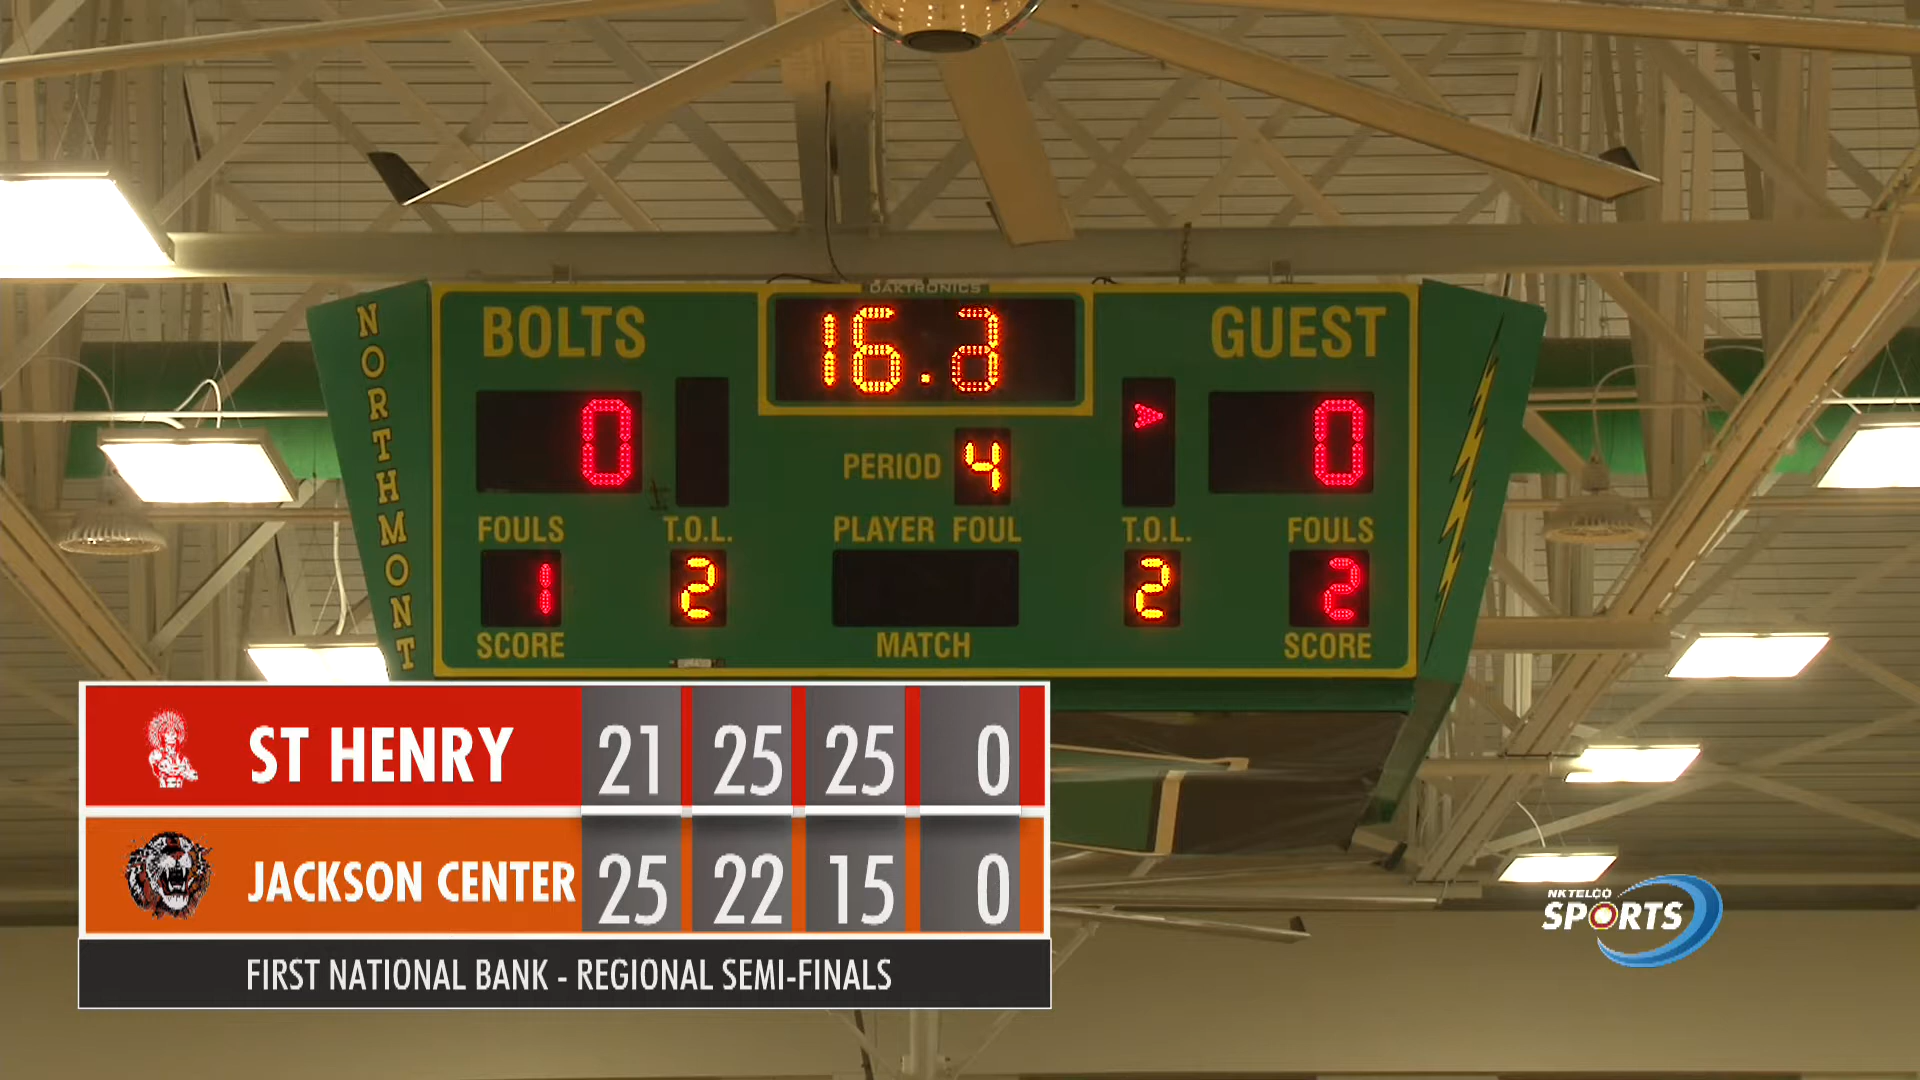 DAKTRONICS
NORTHMONT
BOLTS
16.2
GUEST
0
0
PERIOD 4
FOULS
T.O.L.
PLAYER FOUL
T.O.L.
FOULS
1
2
2
2
SCORE
MATCH
SCORE
ST HENRY 21 25 25 0
JACKSON CENTER 25 22 15 0
FIRST NATIONAL BANK - REGIONAL SEMI-FINALS
NKTELCO
SPORTS